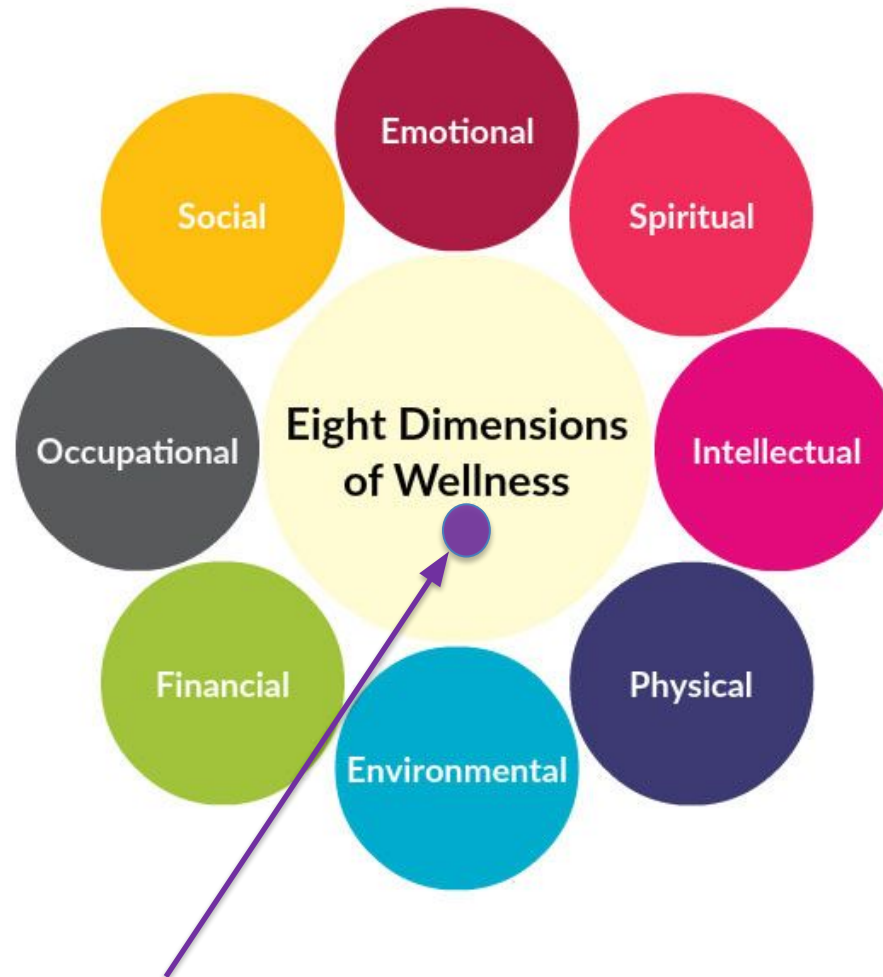 Emotional
Social
Spiritual
Eight Dimensions
of Wellness
Occupational
Intellectual
Financial
Physical
Environmental